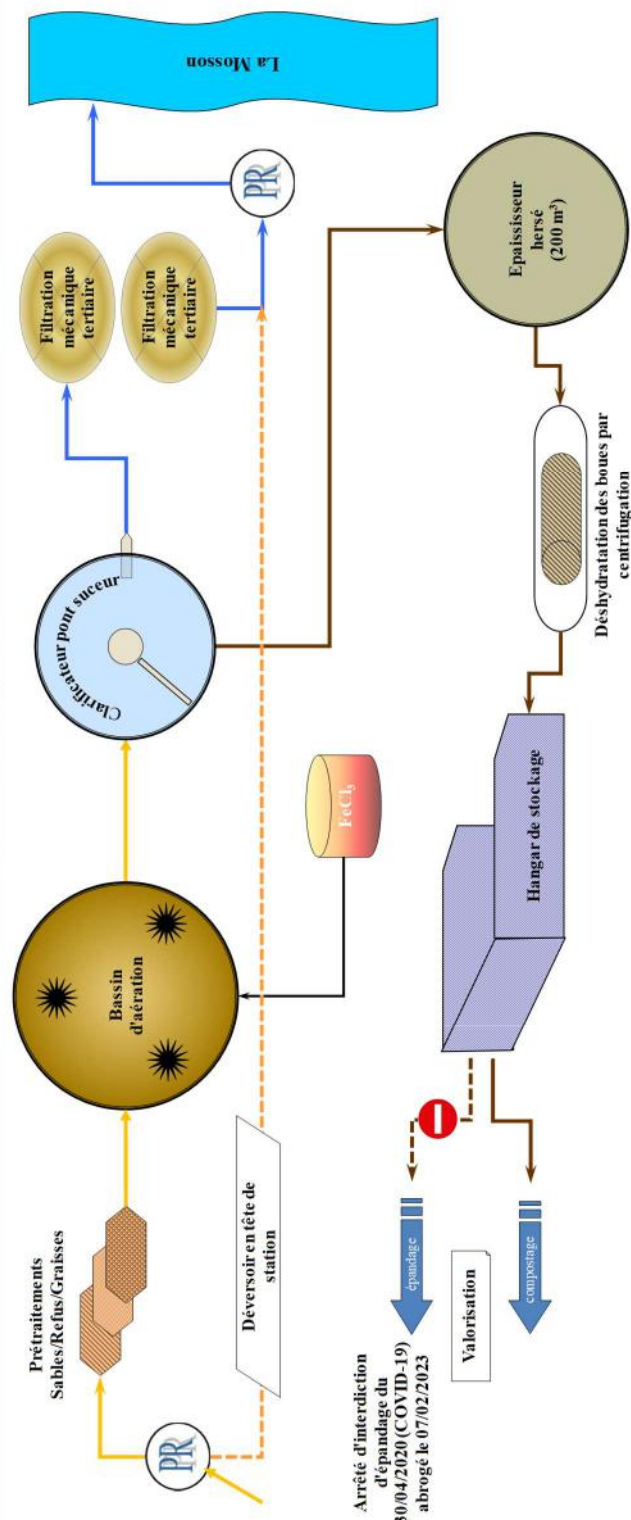 PR
Prétraitements
Sables/Refus/Graisses
Déversoir en tête de
station
Bassin
d'aération
FeCl3
Clarificateur pont suceur
Filtration
mécanique
tertiaire
Filtration
mécanique
tertiaire
PR
La Mosson
Epaississeur
hersé
(200 m³)
Déshydratation des boues par
centrifugation
Hangar de stockage
épandage
Valorisation
compostage
Arrêté d'interdiction
d'épandage du
30/04/2020 (COVID-19)
abrogé le 07/02/2023